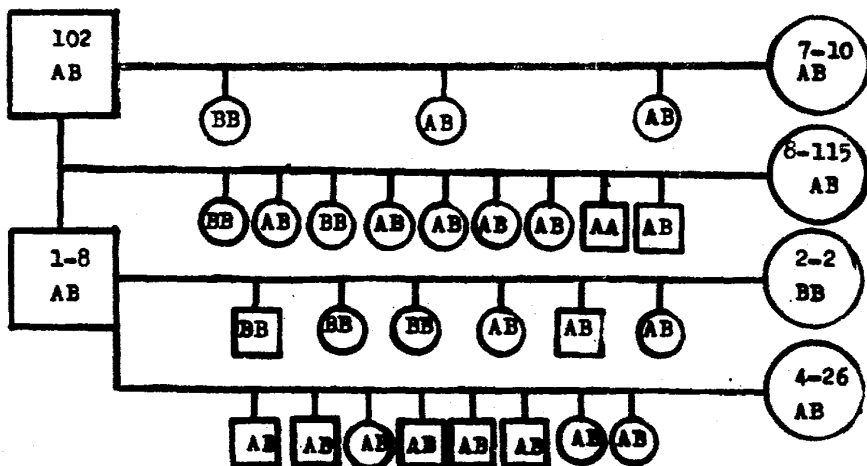 102
AB
7-10
AB
BB AB AB
8-115
AB
BB AB BB AB AB AB AB AA AB
1-8
AB
2-2
BB
BB BB BB AB AB AB
4-26
AB
AB AB AB AB AB AB AB AB